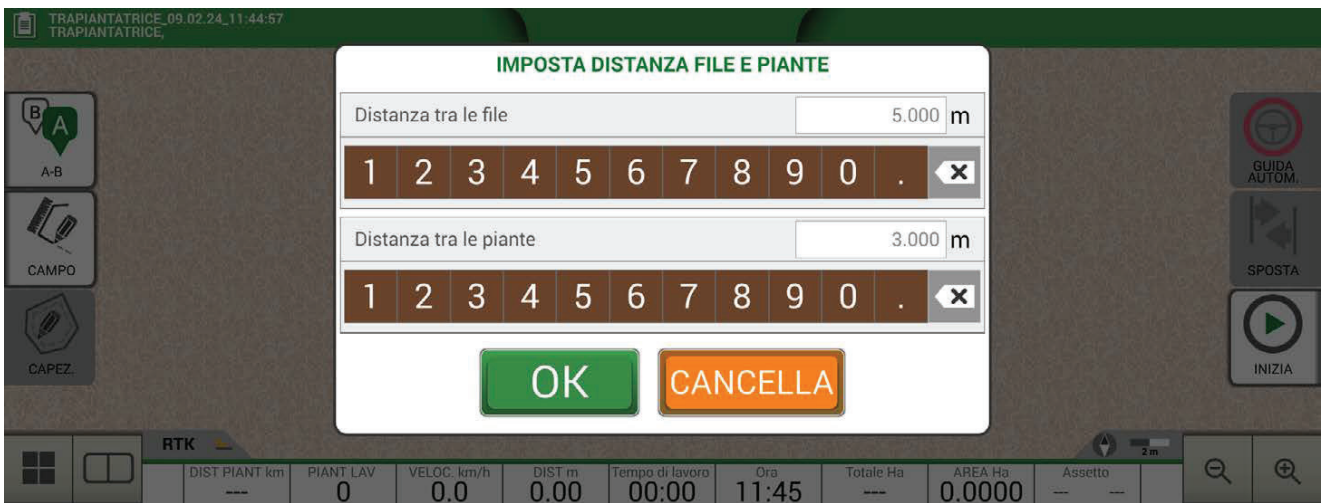 TRAPIANTATRICE_09.02.24_11:44:57
TRAPIANTATRICE,
IMPOSTA DISTANZA FILE E PIANTE
Distanza tra le file 5.000 m
1 2 3 4 5 6 7 8 9 0 .
Distanza tra le piante 3.000 m
1 2 3 4 5 6 7 8 9 0 .
OK CANCELLA
B A
A-B
CAMPO
CAPEZ.
GUIDA
AUTOM.
SPOSTA
INIZIA
RTK
2 m
DIST PIANT km PIANT LAV VELOC. km/h DIST m Tempo di lavoro Ora Totale Ha AREA Ha Assetto
--- 0 0.0 0.00 00:00 11:45 --- 0.0000 --- ---